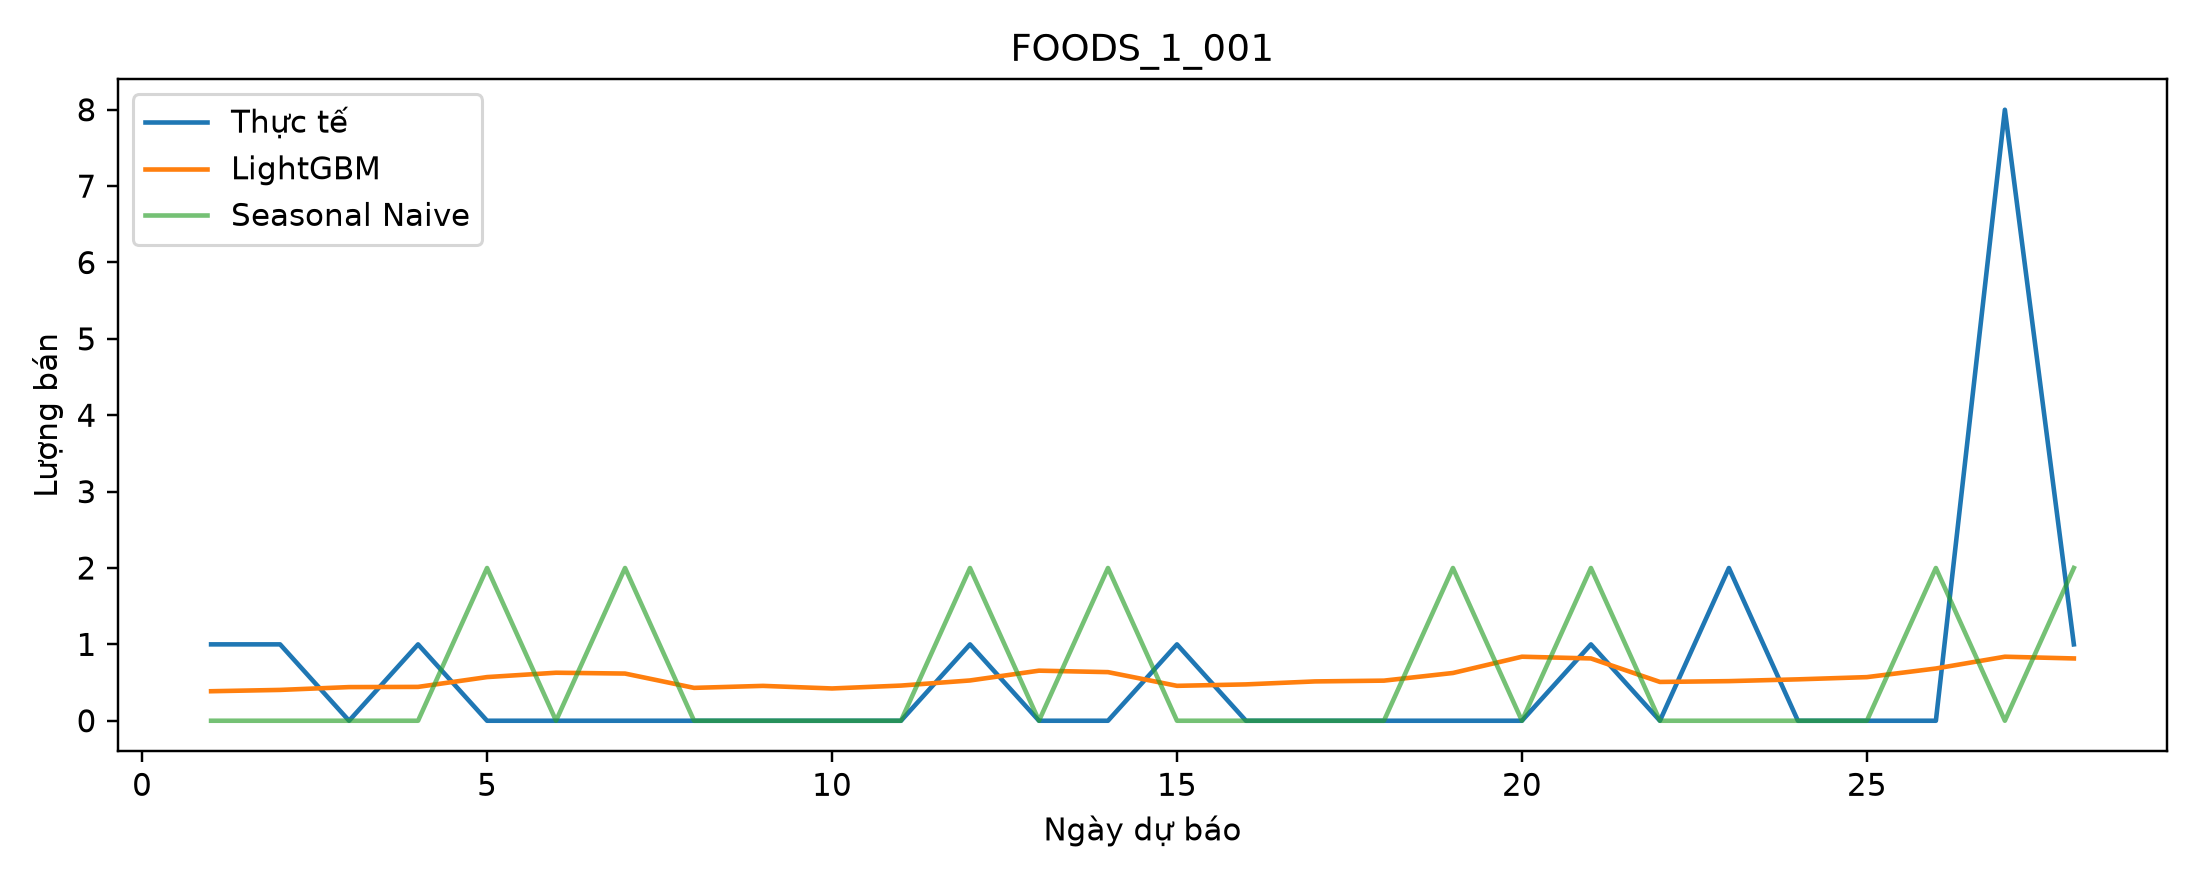 FOODS_1_001
Thực tế
LightGBM
Seasonal Naive
Lượng bán
8
7
6
5
4
3
2
1
0
0 5 10 15 20 25
Ngày dự báo